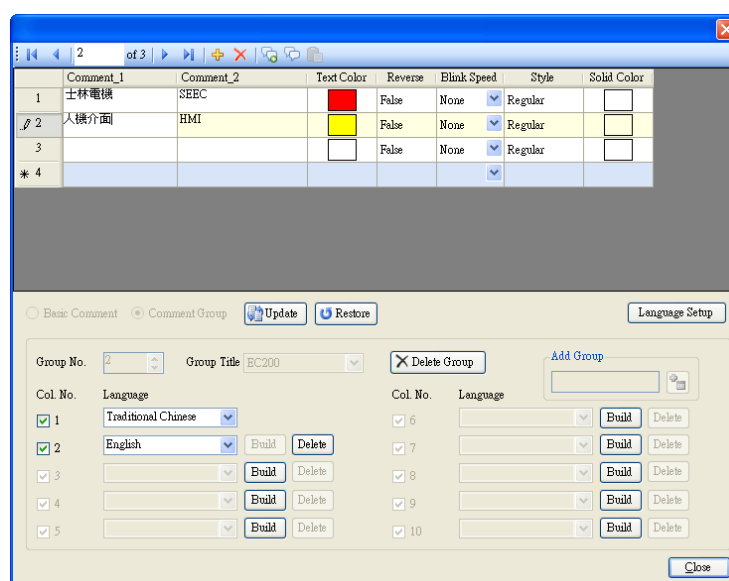 2 of 3
Comment_1 Comment_2 Text Color Reverse Blink Speed Style Solid Color
1 士林電機 SEEC False None Regular
2 人機介面 HMI False None Regular
3 False None Regular
4
Basic Comment Comment Group Update Restore Language Setup
Group No. 2 Group Title EC200 Delete Group Add Group
Col. No. Language Col. No. Language
1 Traditional Chinese 6 Build Delete
2 English Build Delete 7 Build Delete
3 Build Delete 8 Build Delete
4 Build Delete 9 Build Delete
5 Build Delete 10 Build Delete
Close